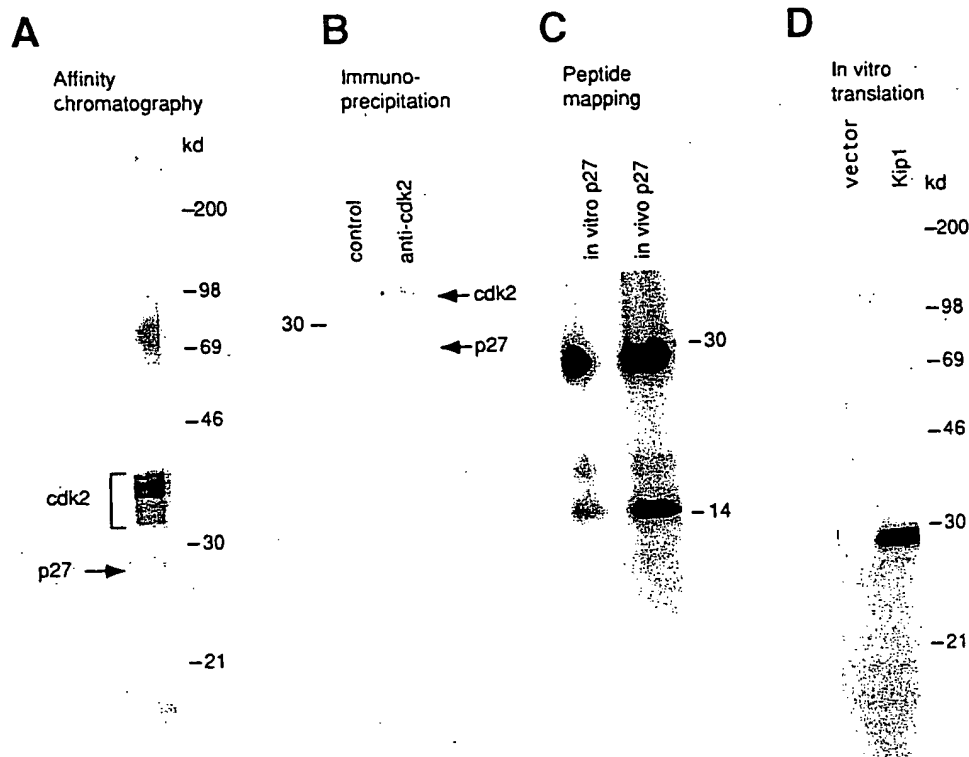 A
Affinity
chromatography
kd
–200
–98
–69
–46
cdk2
–30
p27
–21
B
Immuno-
precipitation
control
anti-cdk2
cdk2
30 –
p27
C
Peptide
mapping
in vitro p27
in vivo p27
–30
–14
D
In vitro
translation
vector
Kip1
kd
–200
–98
–69
–46
–30
–21